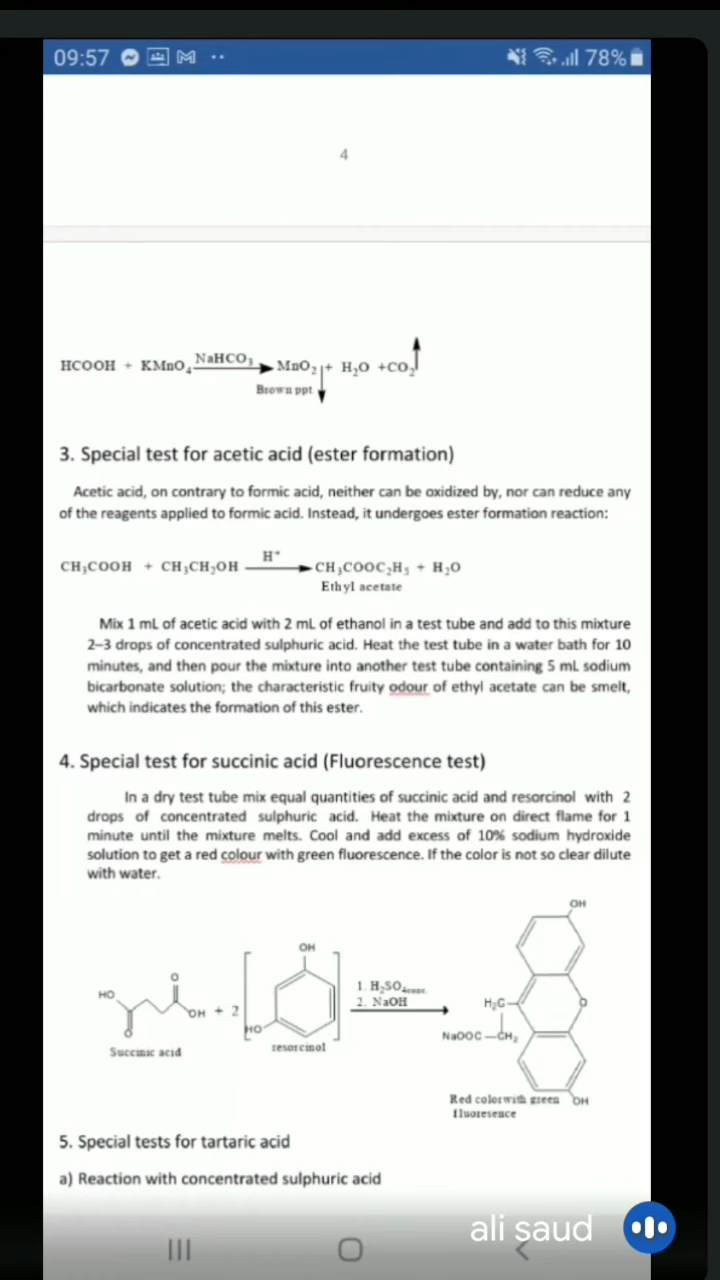 09:57 78%
4
HCOOH + KMnO₄ NaHCO₃ MnO₂ + H₂O +CO₂
Brown ppt
3. Special test for acetic acid (ester formation)
Acetic acid, on contrary to formic acid, neither can be oxidized by, nor can reduce any
of the reagents applied to formic acid. Instead, it undergoes ester formation reaction:
H⁺
CH₃COOH + CH₃CH₂OH CH₃COOC₂H₅ + H₂O
Ethyl acetate
Mix 1 mL of acetic acid with 2 mL of ethanol in a test tube and add to this mixture
2–3 drops of concentrated sulphuric acid. Heat the test tube in a water bath for 10
minutes, and then pour the mixture into another test tube containing 5 mL sodium
bicarbonate solution; the characteristic fruity odour of ethyl acetate can be smelt,
which indicates the formation of this ester.
4. Special test for succinic acid (Fluorescence test)
In a dry test tube mix equal quantities of succinic acid and resorcinol with 2
drops of concentrated sulphuric acid. Heat the mixture on direct flame for 1
minute until the mixture melts. Cool and add excess of 10% sodium hydroxide
solution to get a red colour with green fluorescence. If the color is not so clear dilute
with water.
OH
OH
O
HO
OH + 2
O
HO
1. H₂SO₄conc.
2. NaOH
H₂C
O
NaOOC—CH₂
Succinic acid
resorcinol
OH
Red color with green
fluoresence
5. Special tests for tartaric acid
a) Reaction with concentrated sulphuric acid
ali saud